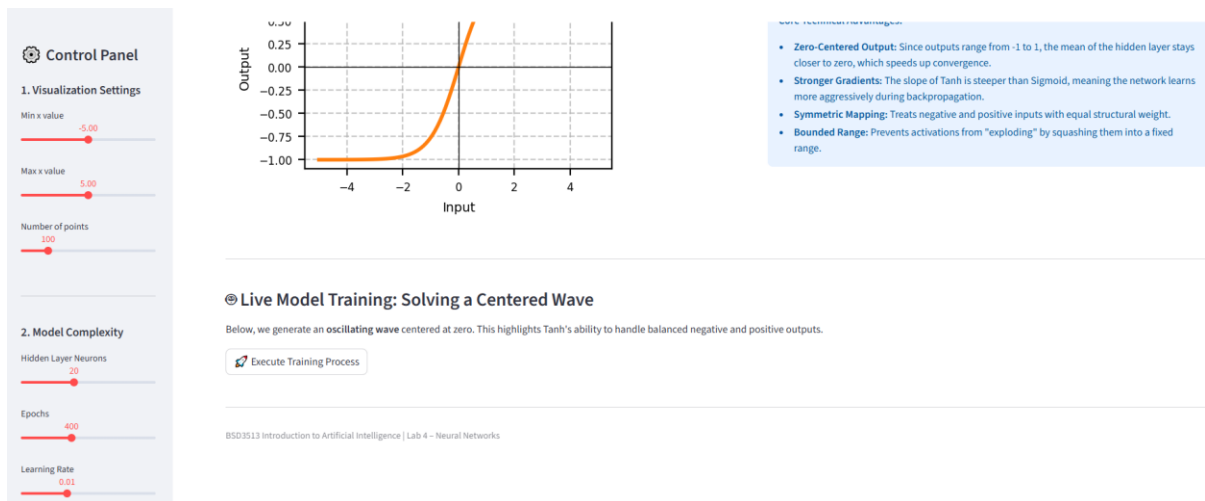 Control Panel
1. Visualization Settings
Min x value
-5.00
Max x value
5.00
Number of points
100
2. Model Complexity
Hidden Layer Neurons
20
Epochs
400
Learning Rate
0.01
0.50
0.25
0.00
−0.25
−0.50
−0.75
−1.00
Output
−4 −2 0 2 4
Input
Core Technical Advantages:
• Zero-Centered Output: Since outputs range from -1 to 1, the mean of the hidden layer stays
closer to zero, which speeds up convergence.
• Stronger Gradients: The slope of Tanh is steeper than Sigmoid, meaning the network learns
more aggressively during backpropagation.
• Symmetric Mapping: Treats negative and positive inputs with equal structural weight.
• Bounded Range: Prevents activations from "exploding" by squashing them into a fixed
range.
Live Model Training: Solving a Centered Wave
Below, we generate an oscillating wave centered at zero. This highlights Tanh's ability to handle balanced negative and positive outputs.
🚀 Execute Training Process
BSD3513 Introduction to Artificial Intelligence | Lab 4 – Neural Networks